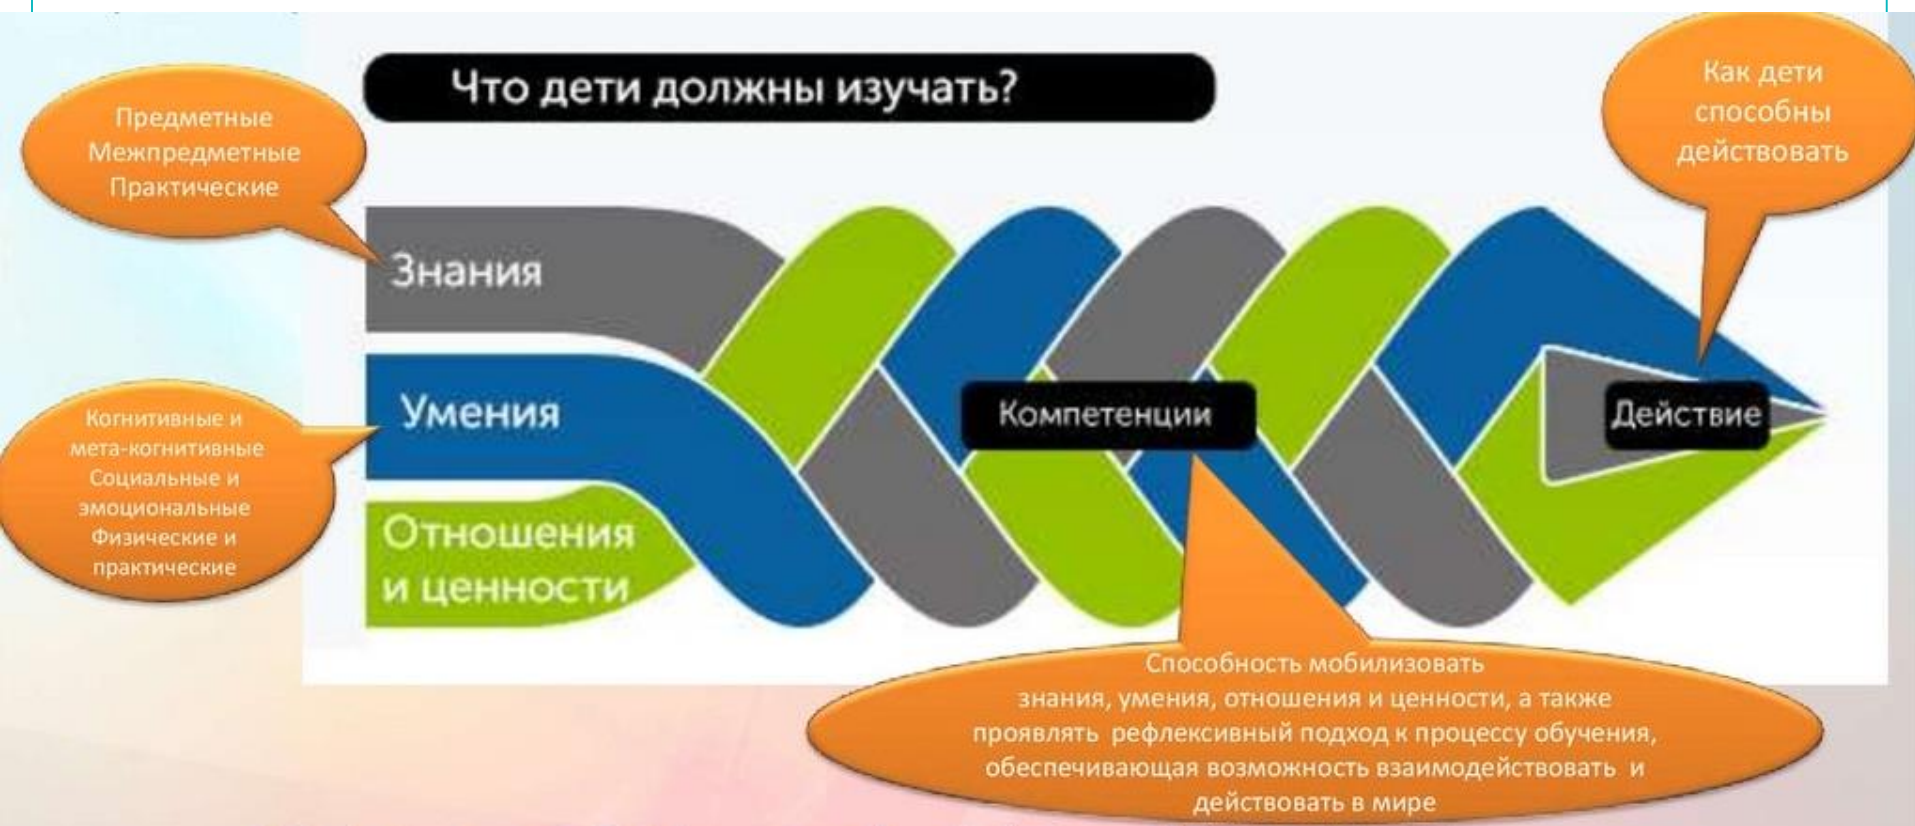 Что дети должны изучать?
Предметные
Межпредметные
Практические
Как дети
способны
действовать
Знания
Умения
Отношения
и ценности
Компетенции
Действие
Когнитивные и
мета-когнитивные
Социальные и
эмоциональные
Физические и
практические
Способность мобилизовать
знания, умения, отношения и ценности, а также
проявлять рефлексивный подход к процессу обучения,
обеспечивающая возможность взаимодействовать и
действовать в мире